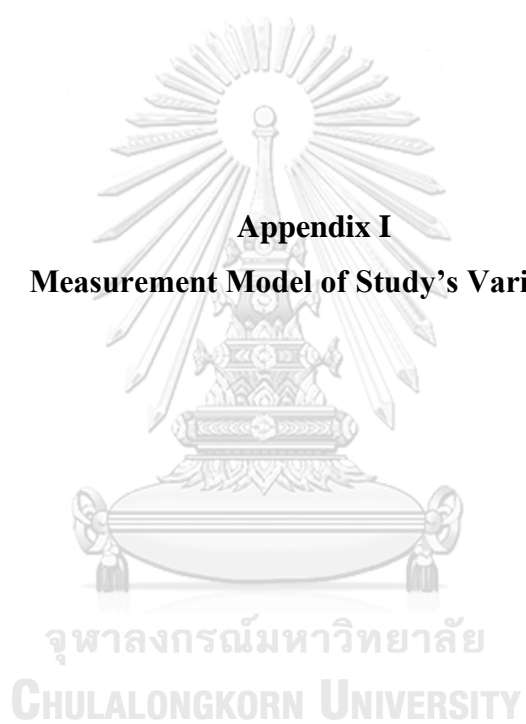 Appendix I
Measurement Model of Study’s Vari
จุฬาลงกรณ์มหาวิทยาลัย
CHULALONGKORN UNIVERSITY